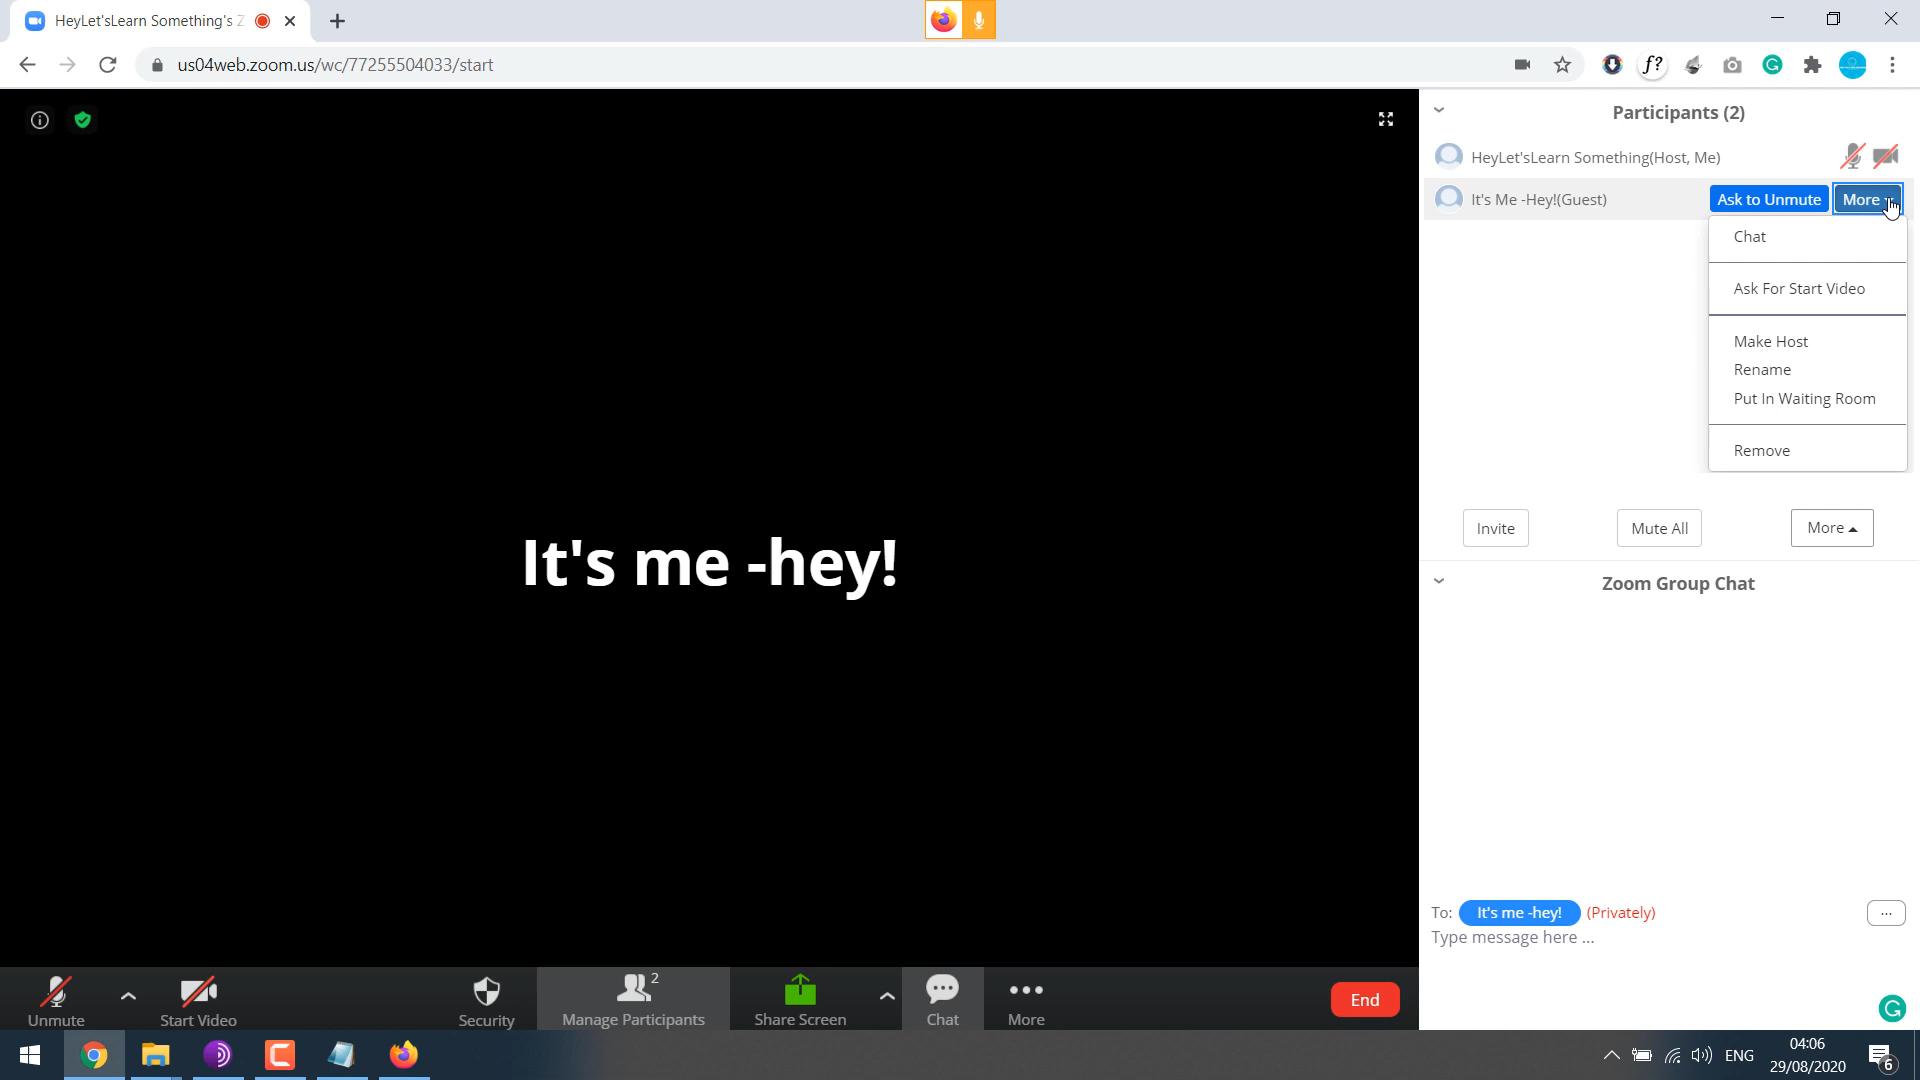 HeyLet'sLearn Something's Z
us04web.zoom.us/wc/77255504033/start
f?
Participants (2)
HeyLet'sLearn Something(Host, Me)
It's Me -Hey!(Guest)
Ask to Unmute
More
Chat
Ask For Start Video
Make Host
Rename
Put In Waiting Room
Remove
Invite
Mute All
More
It's me -hey!
Zoom Group Chat
To: It's me -hey! (Privately)
...
Type message here ...
Unmute
Start Video
Security
2
Manage Participants
Share Screen
Chat
More
End
ENG
04:06
29/08/2020
6